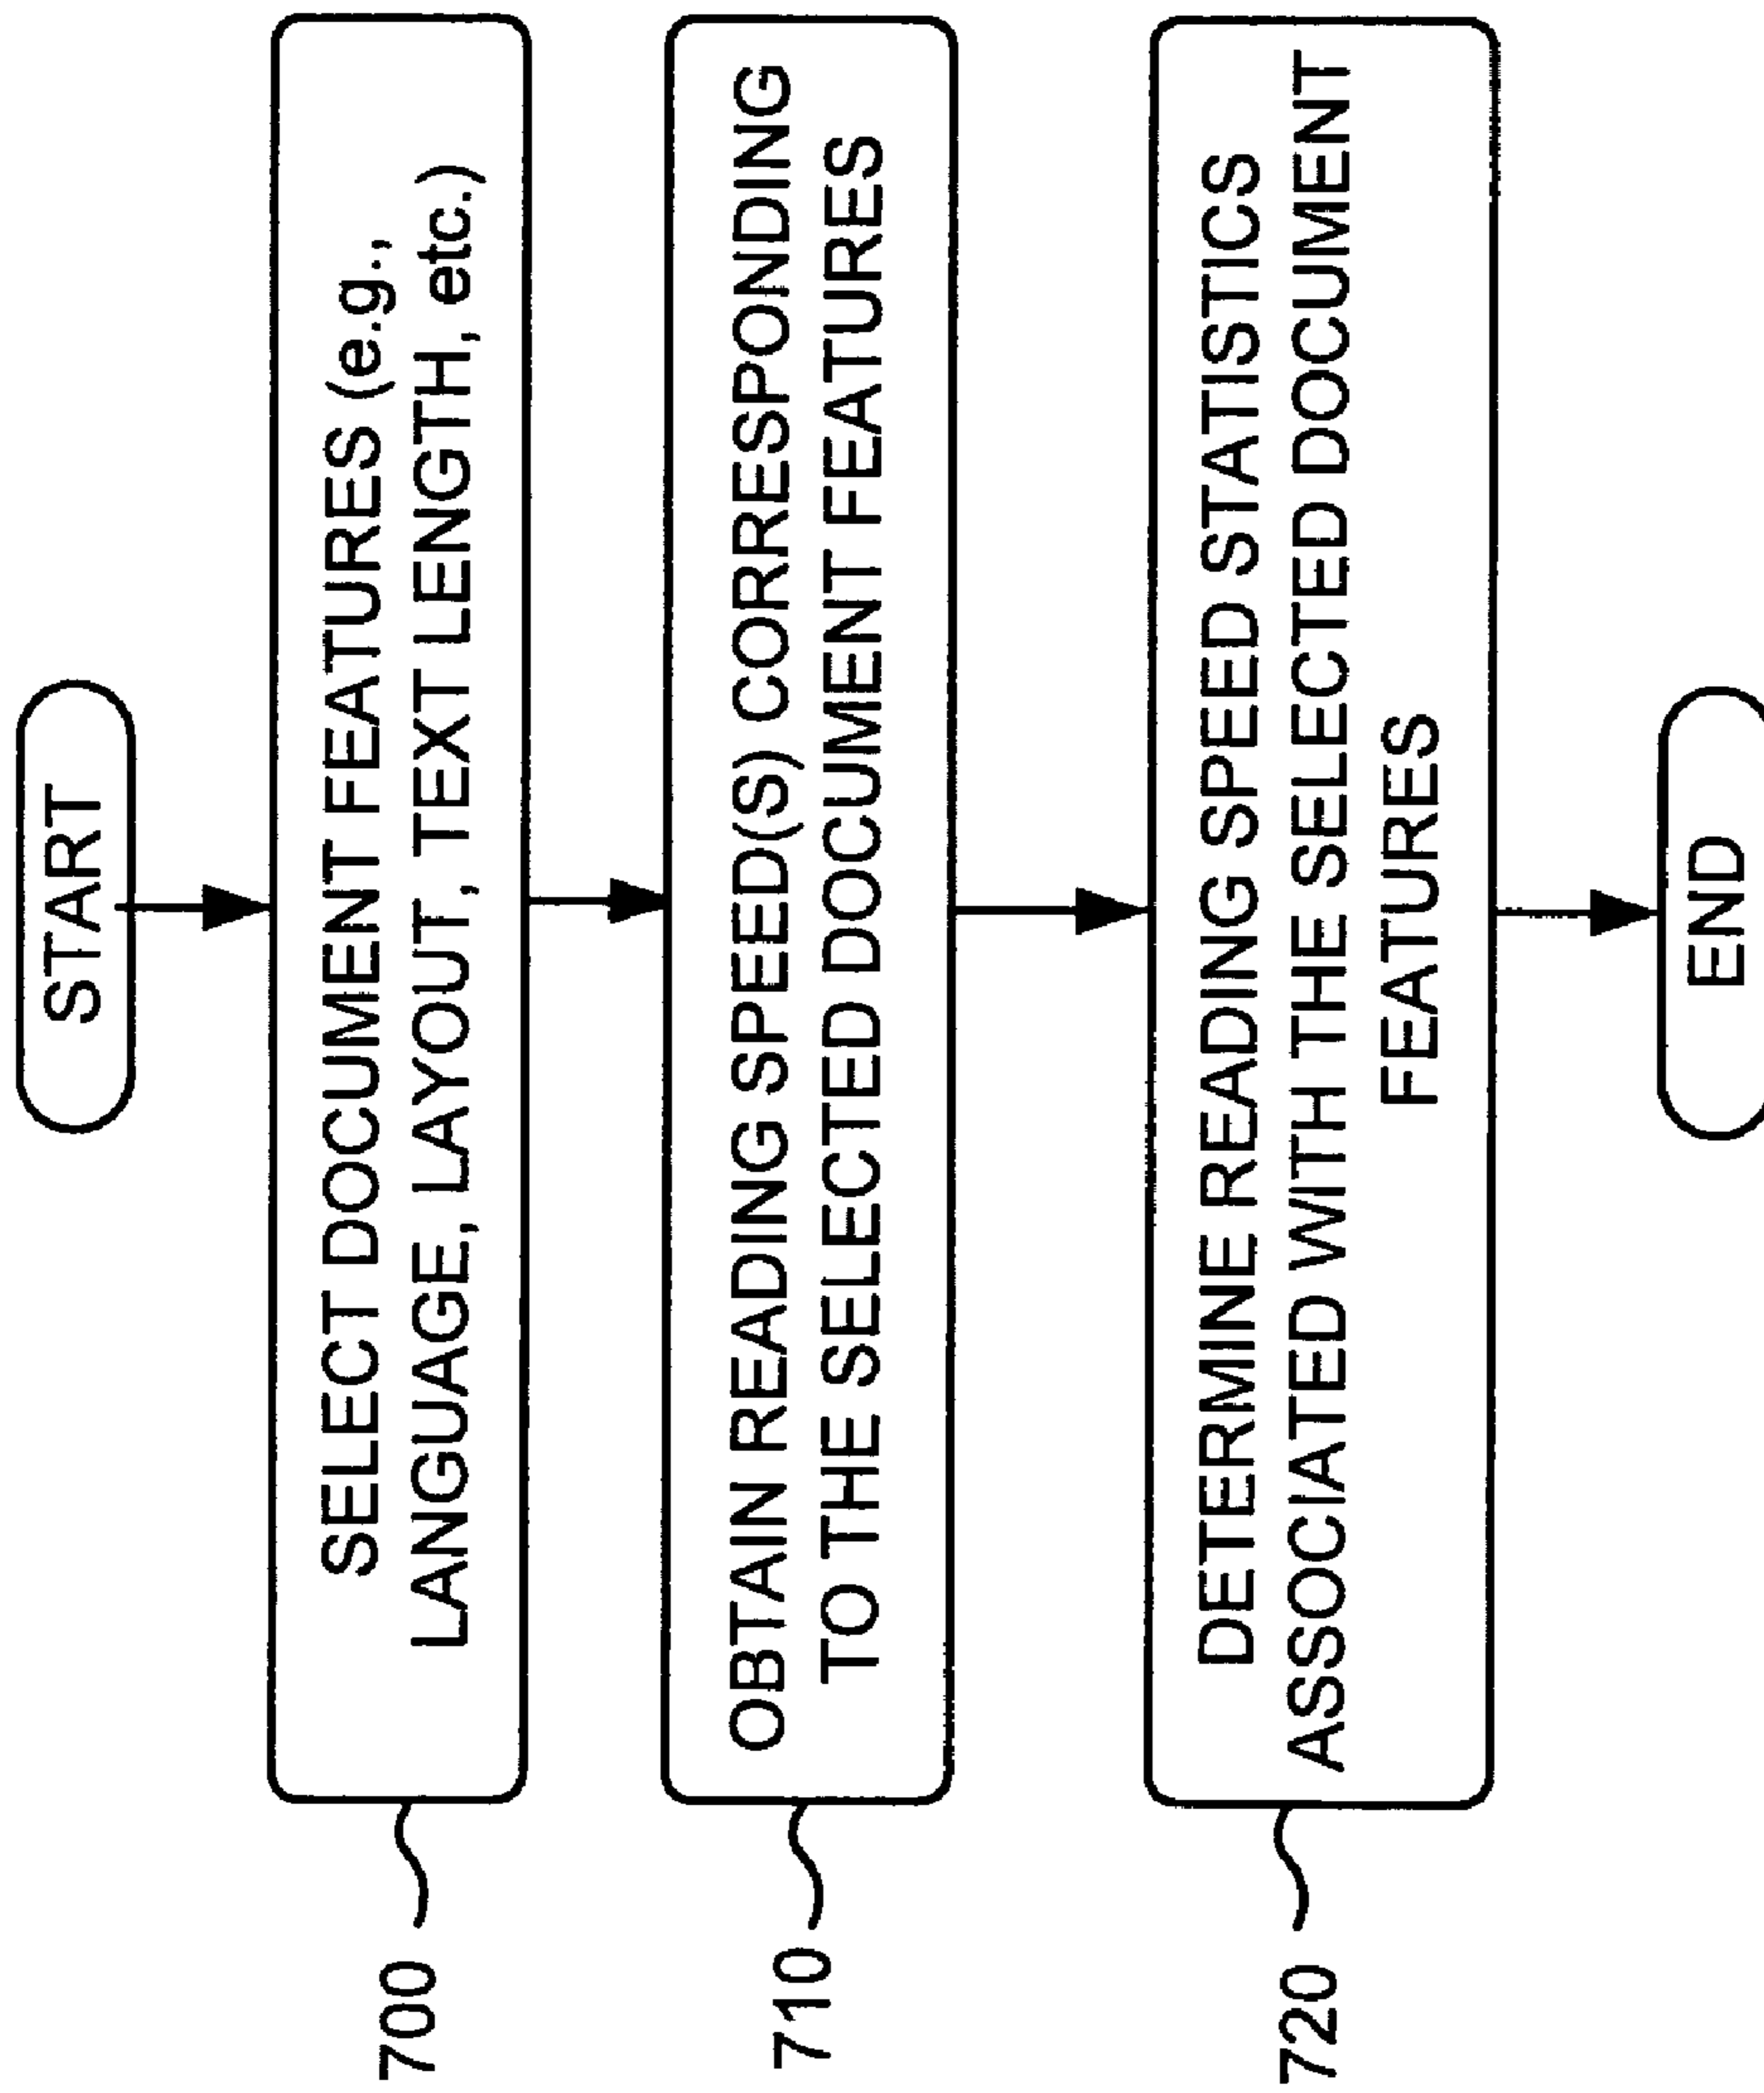 START
700
SELECT DOCUMENT FEATURES (e.g.,
LANGUAGE, LAYOUT, TEXT LENGTH, etc.)
710
OBTAIN READING SPEED(S) CORRESPONDING
TO THE SELECTED DOCUMENT FEATURES
720
DETERMINE READING SPEED STATISTICS
ASSOCIATED WITH THE SELECTED DOCUMENT
FEATURES
END